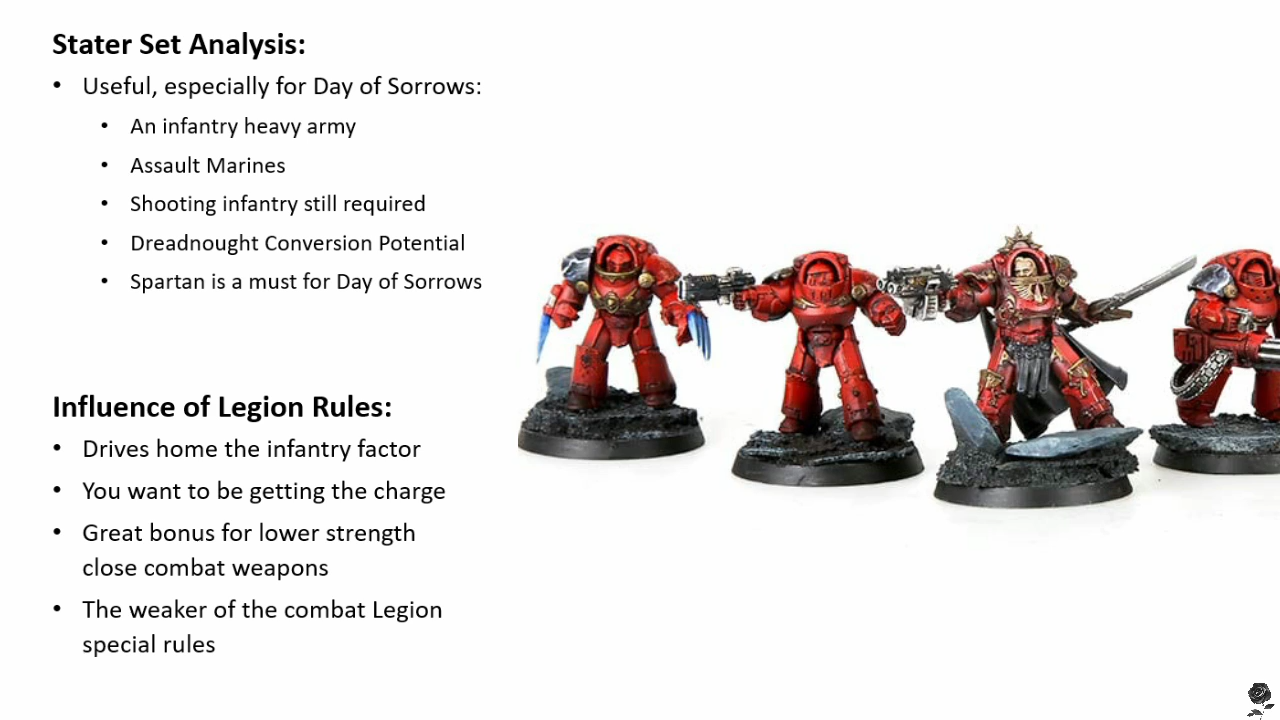 Stater Set Analysis:
• Useful, especially for Day of Sorrows:
• An infantry heavy army
• Assault Marines
• Shooting infantry still required
• Dreadnought Conversion Potential
• Spartan is a must for Day of Sorrows
Influence of Legion Rules:
• Drives home the infantry factor
• You want to be getting the charge
• Great bonus for lower strength
close combat weapons
• The weaker of the combat Legion
special rules